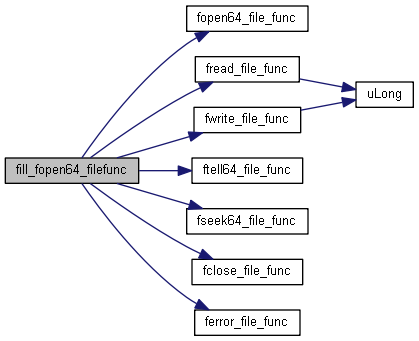 fopen64_file_func
fread_file_func
uLong
fwrite_file_func
fill_fopen64_filefunc
ftell64_file_func
fseek64_file_func
fclose_file_func
ferror_file_func